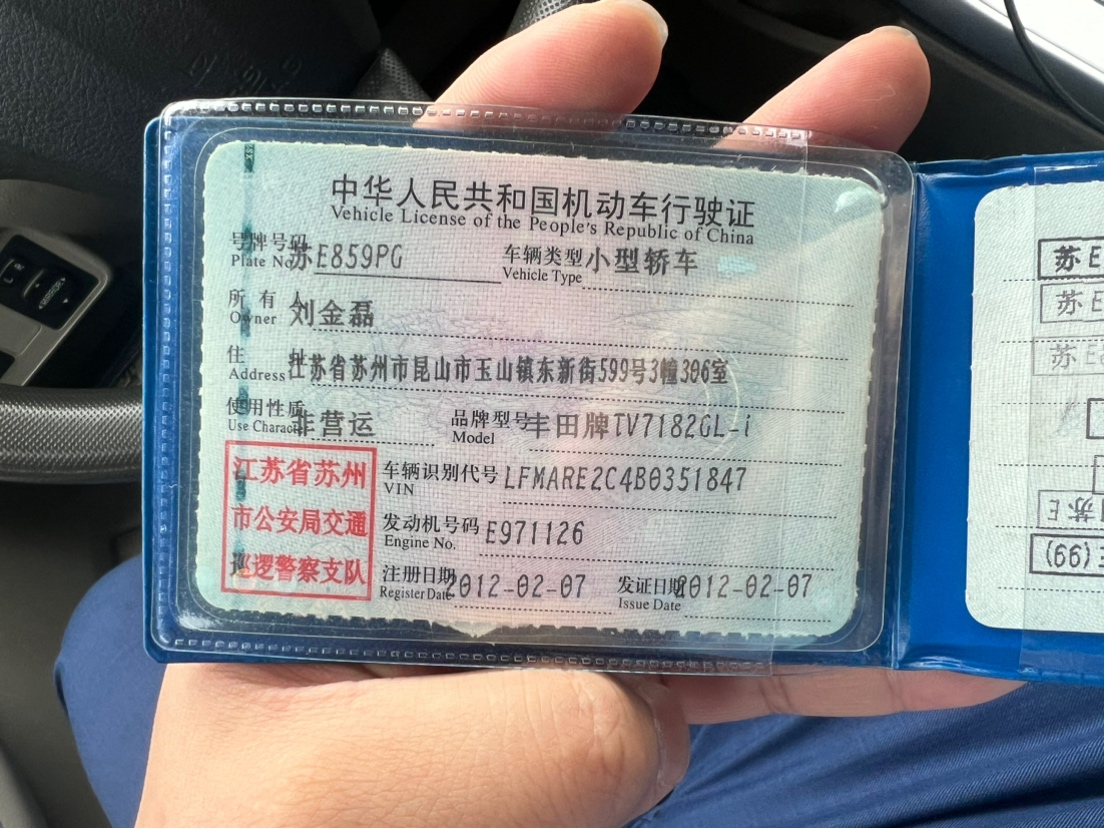 中华人民共和国机动车行驶证
Vehicle License of the People's Republic of China
号牌号码 苏E859PG 车辆类型 小型轿车
Plate No. Vehicle Type
所有人 刘金磊
Owner
住址 江苏省苏州市昆山市玉山镇东新街599号3幢306室
Address
使用性质 非营运 品牌型号 丰田牌TV7182GL-i
Use Character Model
江苏省苏州
市公安局交通
巡逻警察支队
车辆识别代号 LFMARE2C4B0351847
VIN
发动机号码 E971126
Engine No.
注册日期 2012-02-07 发证日期 2012-02-07
Register Date Issue Date
苏E
苏E
苏E
苏E
(99)